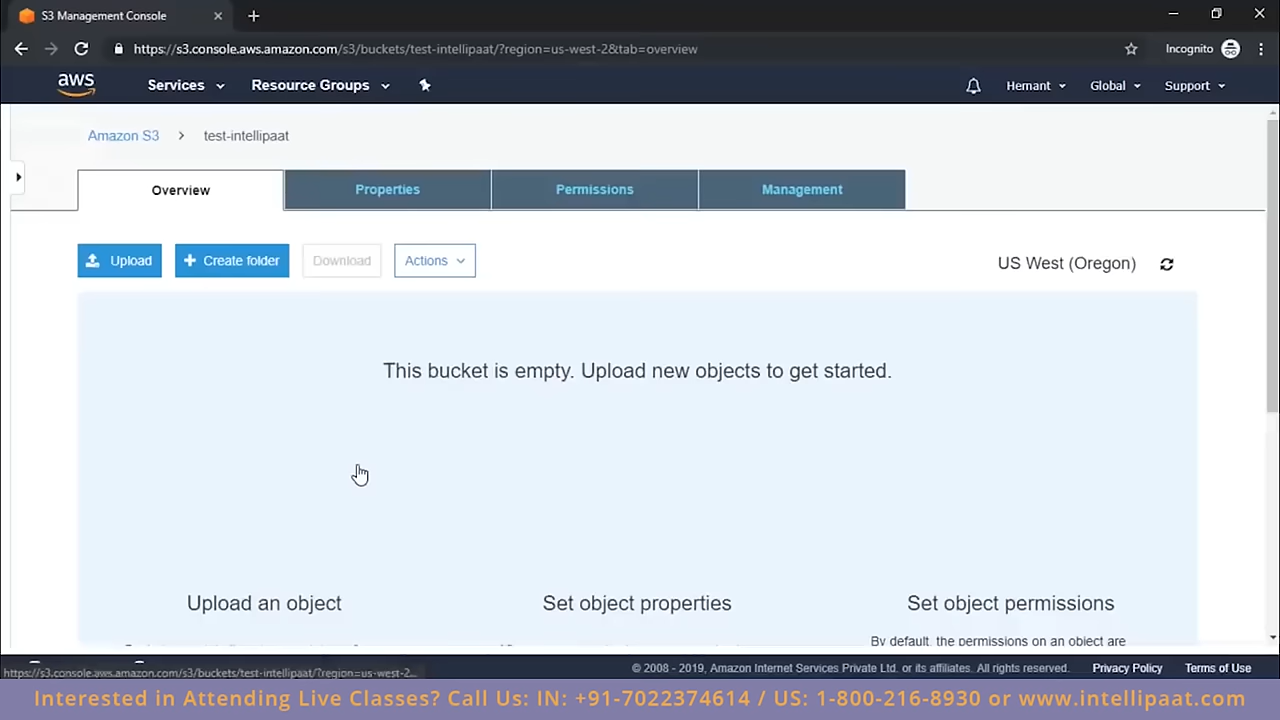 S3 Management Console
https://s3.console.aws.amazon.com/s3/buckets/test-intellipaat/?region=us-west-2&tab=overview
Incognito
aws
Services
Resource Groups
Hemant
Global
Support
Amazon S3
test-intellipaat
Overview
Properties
Permissions
Management
Upload
Create folder
Download
Actions
US West (Oregon)
This bucket is empty. Upload new objects to get started.
Upload an object
Set object properties
Set object permissions
By default, the permissions on an object are
https://s3.console.aws.amazon.com/s3/buckets/test-intellipaat/?region=us-west-2...
© 2008 - 2019, Amazon Internet Services Private Ltd. or its affiliates. All rights reserved.
Privacy Policy
Terms of Use
Interested in Attending Live Classes? Call Us: IN: +91-7022374614 / US: 1-800-216-8930 or www.intellipaat.com